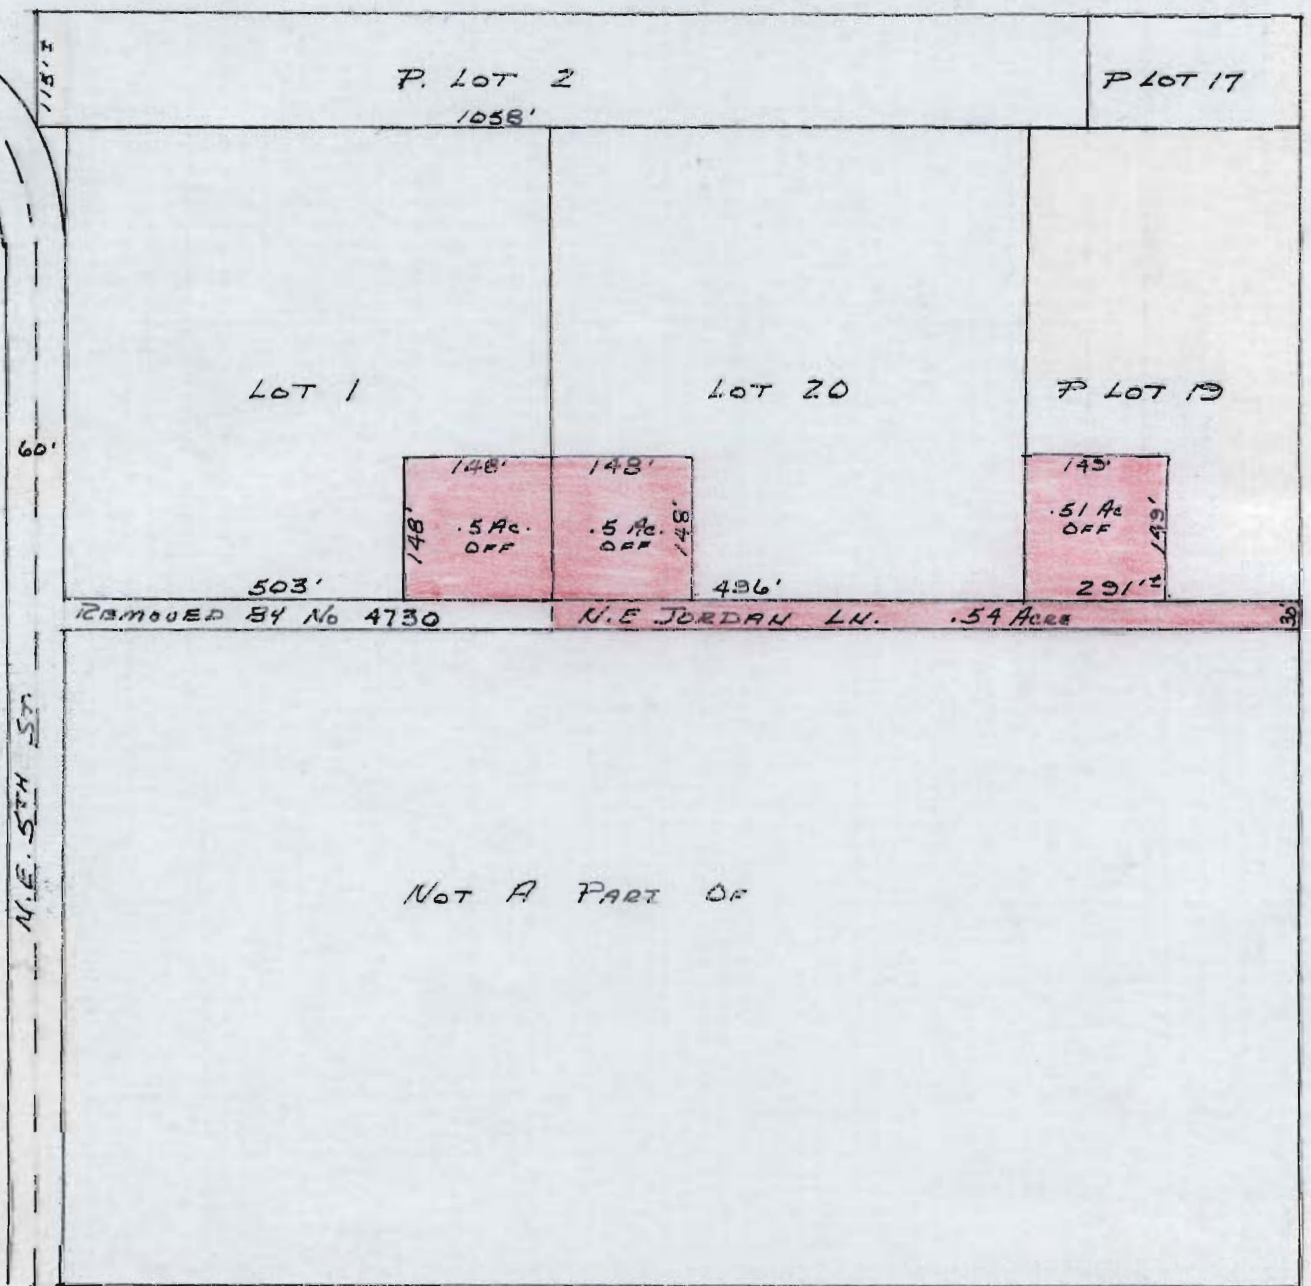 115'±
P. LOT 2
1058'
P LOT 17
LOT 1
LOT 20
P LOT 19
60'
148'
148'
149'
148'
.5 Ac.
OFF
.5 Ac.
OFF
148'
.51 Ac
OFF
149'
503'
496'
291'±
REMOVED BY No 4730
N.E JORDAN LN.
.54 ACRE
30'
N.E. 5TH ST.
NOT A PART OF